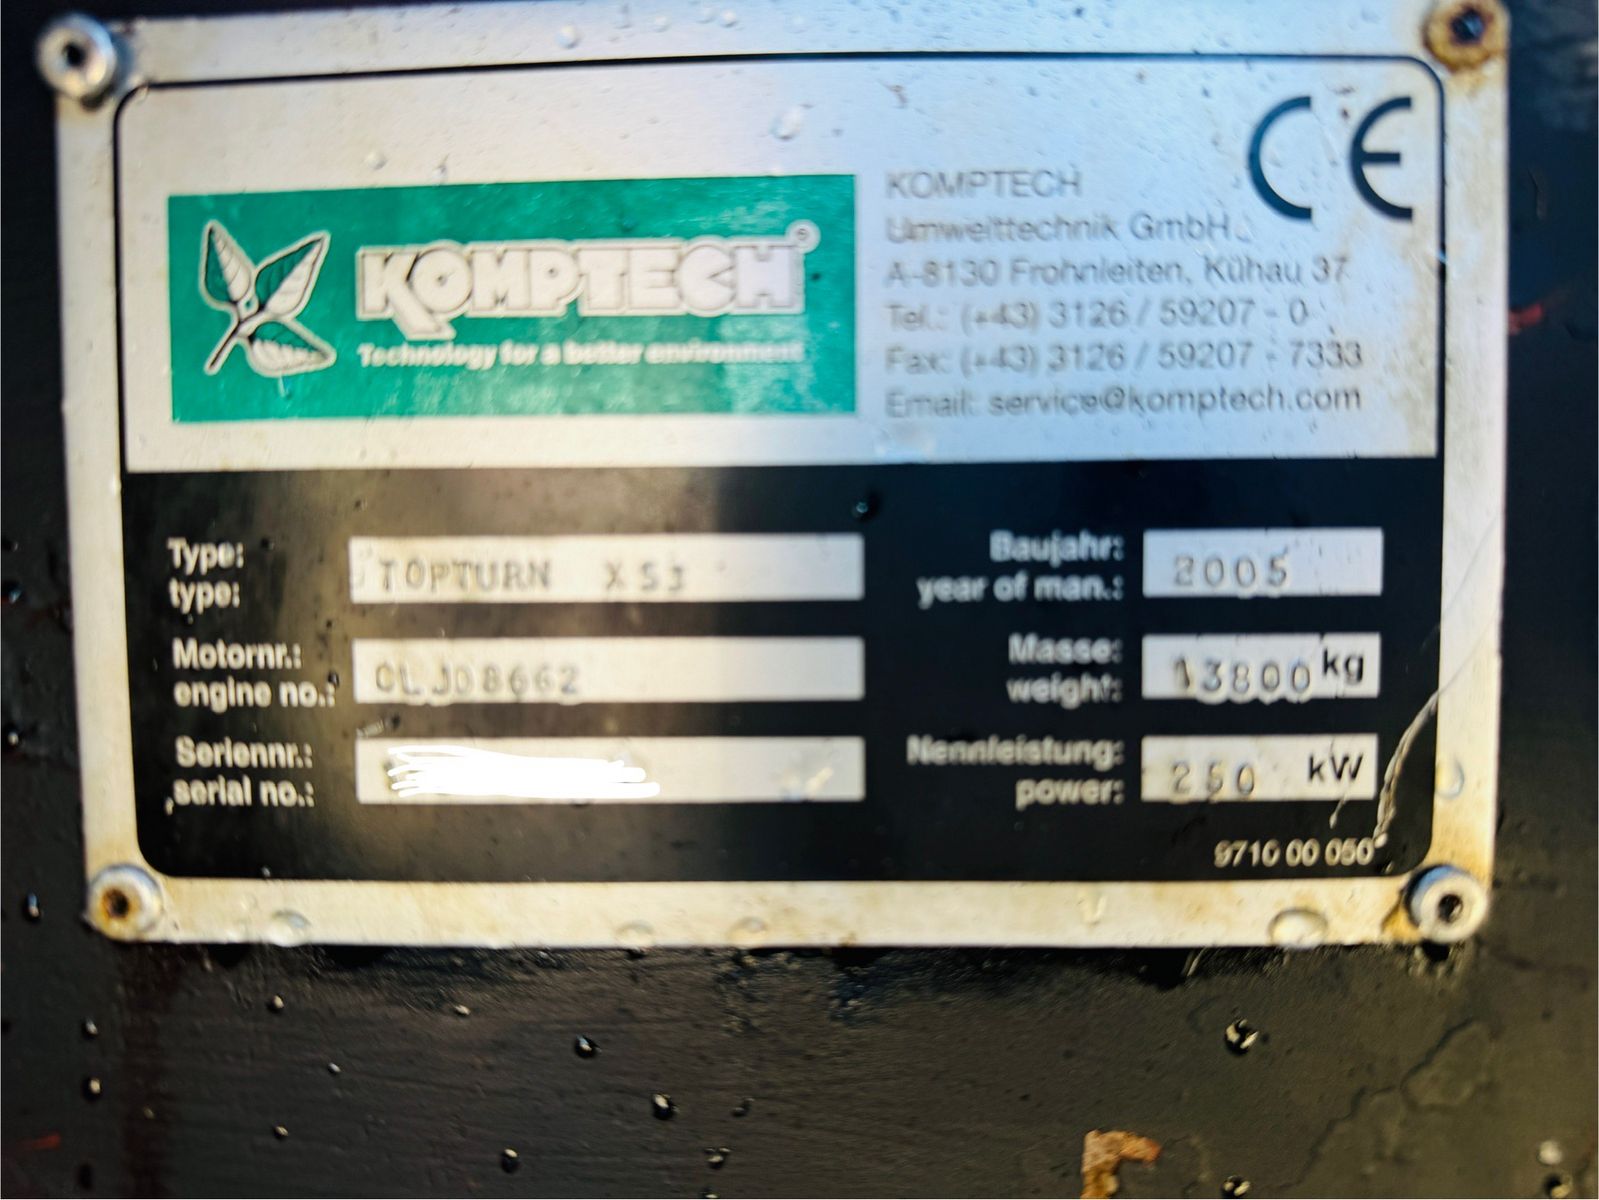 CE
KOMPTECH®
Technology for a better environment
KOMPTECH
Umwelttechnik GmbH
A-8130 Frohnleiten, Kühau 37
Tel.: (+43) 3126 / 59207 - 0
Fax: (+43) 3126 / 59207 - 7333
Email: service@komptech.com
Type: TOPTURN
type:
Baujahr: 2005
year of man.:
Motornr.: CLJ08662
engine no.:
Masse: 13800 kg
weight:
Seriennr.:
serial no.:
Nennleistung: 250 kW
power:
9710 00 050